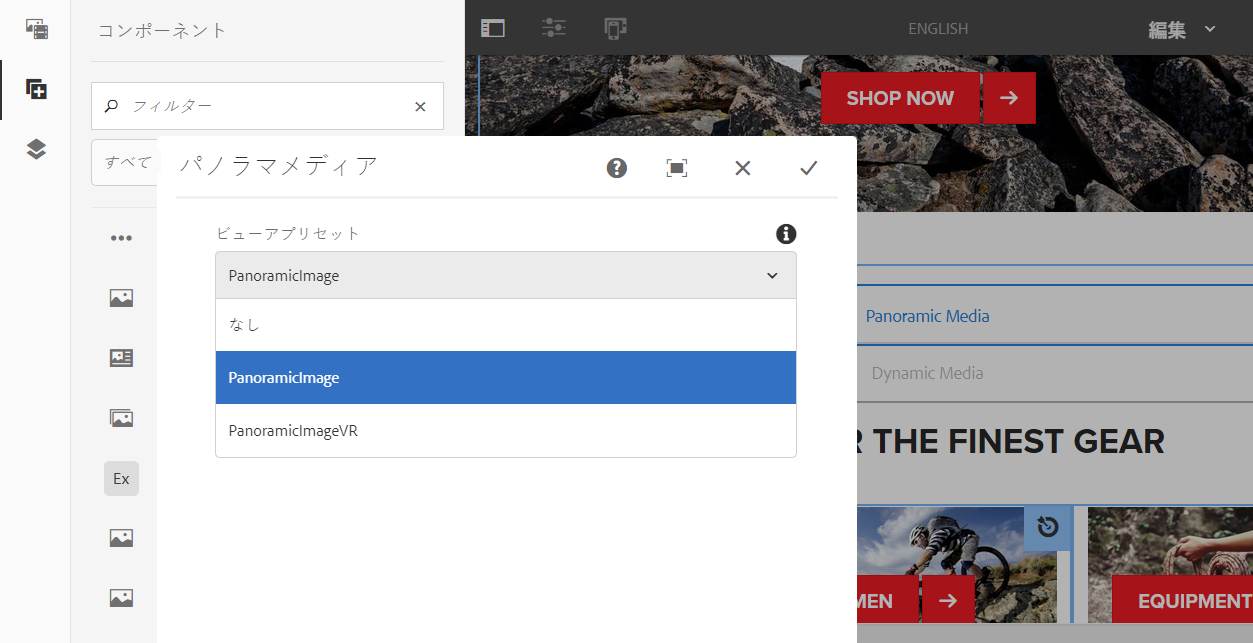 コンポーネント
ENGLISH
編集
フィルター
SHOP NOW
すべて
パノラマメディア
ビューアプリセット
PanoramicImage
なし
PanoramicImage
PanoramicImageVR
Panoramic Media
Dynamic Media
R THE FINEST GEAR
Ex
MEN
EQUIPMENT